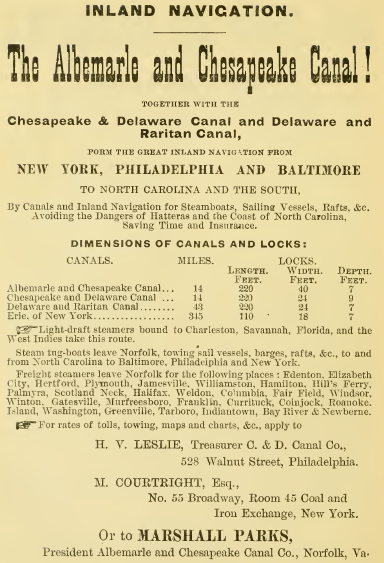 INLAND NAVIGATION.
The Albemarle and Chesapeake Canal!
TOGETHER WITH THE
Chesapeake & Delaware Canal and Delaware and
Raritan Canal,
FORM THE GREAT INLAND NAVIGATION FROM
NEW YORK, PHILADELPHIA AND BALTIMORE
TO NORTH CAROLINA AND THE SOUTH,
By Canals and Inland Navigation for Steamboats, Sailing Vessels, Rafts, &c.
Avoiding the Dangers of Hatteras and the Coast of North Carolina,
Saving Time and Insurance.
DIMENSIONS OF CANALS AND LOCKS:
CANALS. MILES. LOCKS.
LENGTH. WIDTH. DEPTH.
FEET. FEET. FEET.
Albemarle and Chesapeake Canal... 14 220 40 7
Chesapeake and Delaware Canal ... 14 220 24 9
Delaware and Raritan Canal........ 43 220 24 7
Erie, of New York.................. 345 110 18 7
☞ Light-draft steamers bound to Charleston, Savannah, Florida, and the
West Indies take this route.
Steam tug-boats leave Norfolk, towing sail vessels, barges, rafts, &c., to and
from North Carolina to Baltimore, Philadelphia and New York.
Freight steamers leave Norfolk for the following places: Edenton, Elizabeth
City, Hertford, Plymouth, Jamesville, Williamston, Hamilton, Hill's Ferry,
Palmyra, Scotland Neck, Halifax, Weldon, Columbia, Fair Field, Windsor,
Winton, Gatesville, Murfreesboro, Franklin, Currituck, Coinjock, Roanoke.
Island, Washington, Greenville, Tarboro, Indiantown, Bay River & Newberne.
☞ For rates of tolls, towing, maps and charts, &c., apply to
H. V. LESLIE, Treasurer C. & D. Canal Co.,
528 Walnut Street, Philadelphia.
M. COURTRIGHT, Esq.,
No. 55 Broadway, Room 45 Coal and
Iron Exchange, New York.
Or to MARSHALL PARKS,
President Albemarle and Chesapeake Canal Co., Norfolk, Va.